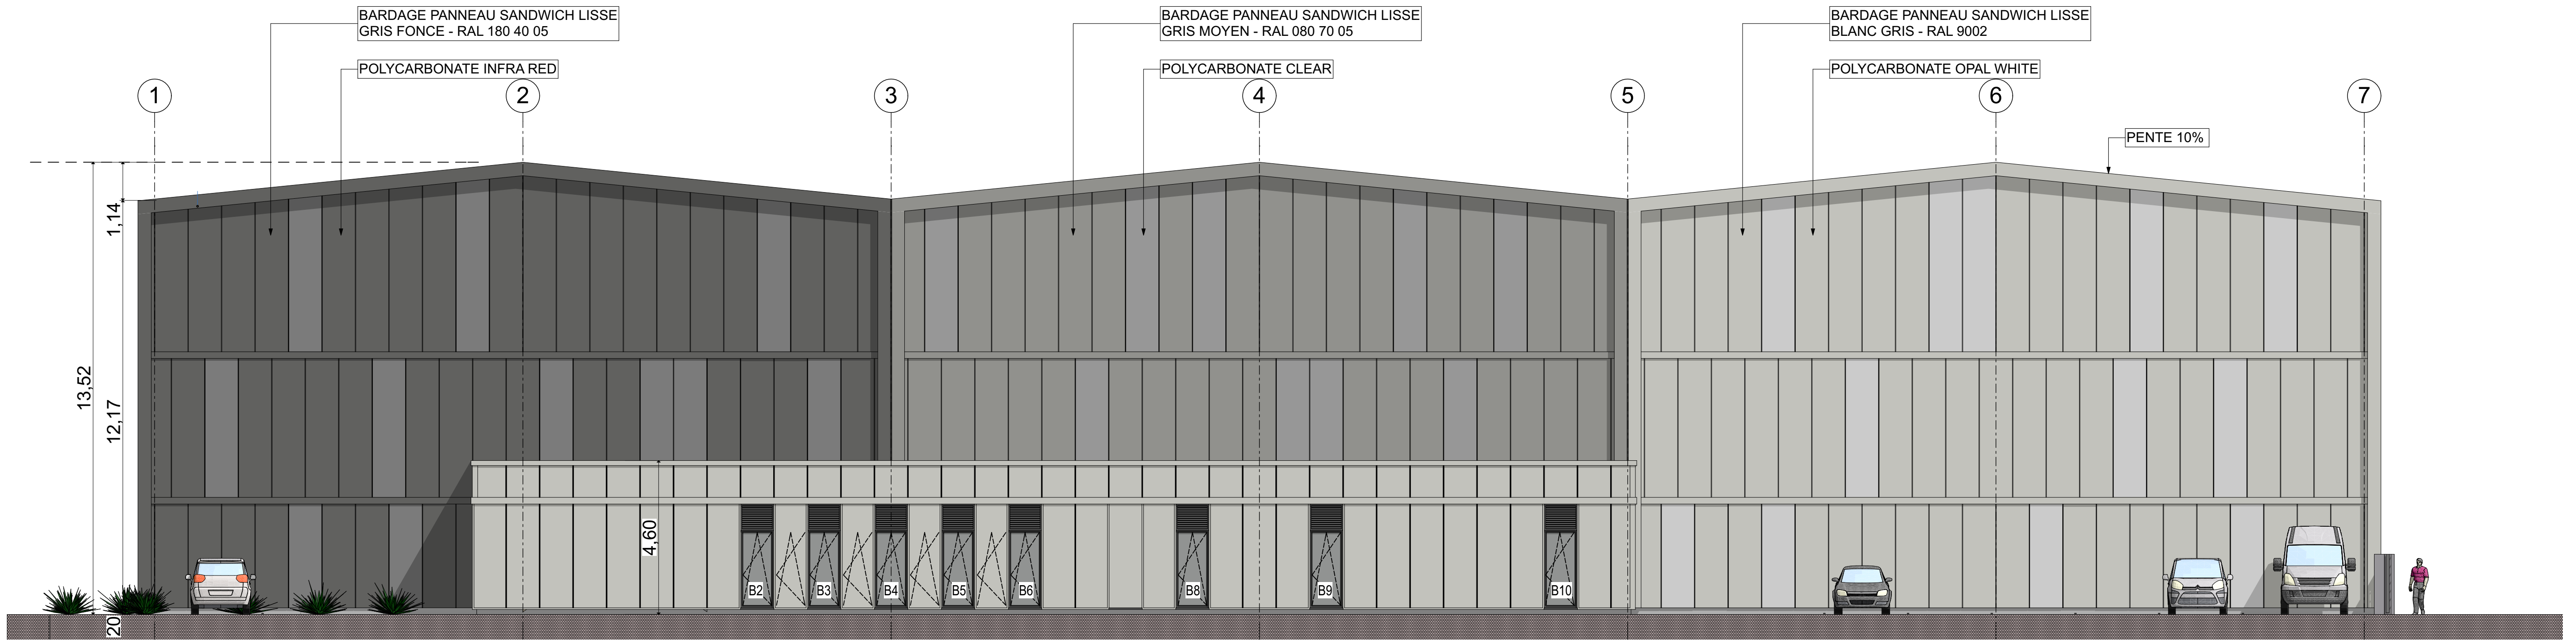 BARDAGE PANNEAU SANDWICH LISSE
GRIS FONCE - RAL 180 40 05
BARDAGE PANNEAU SANDWICH LISSE
GRIS MOYEN - RAL 080 70 05
BARDAGE PANNEAU SANDWICH LISSE
BLANC GRIS - RAL 9002
POLYCARBONATE INFRA RED
POLYCARBONATE CLEAR
POLYCARBONATE OPAL WHITE
1
2
3
4
5
6
7
PENTE 10%
1,14
13,52
12,17
4,60
B2
B3
B4
B5
B6
B8
B9
B10
20